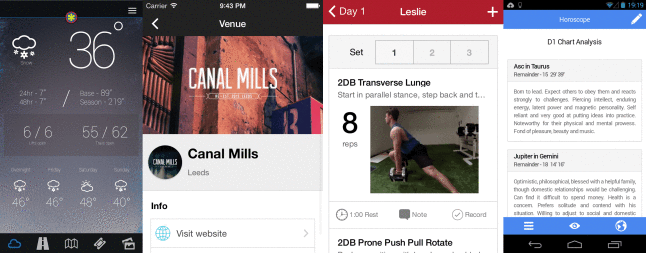 36°
Snow
24hr - 7"
48hr - 7"
Base - 89"
Season - 219"
6 / 6
55 / 62
Overnight
Friday
Saturday
Sunday
46°
46°
48°
40°
Carrier
9:43 PM
Venue
CANAL MILLS
CANAL MILLS
Canal Mills
Leeds
Info
Visit website
Day 1
Leslie
Set
1
2
3
2DB Transverse Lunge
Start in parallel stance, step back and t...
8
reps
1:00 Rest
Note
Record
2DB Prone Push Pull Rotate
19:19
Horoscope
D1 Chart Analysis
Asc in Taurus
Remainder - 15 29' 39"
Born to lead. Expect others to obey them and reacts
strongly to challenges. Piercing intellect, enduring
energy, latent power and magnetic personality. Self
reliant and very good at putting ideas into practice.
Noteworthy for their physical and mental prowess.
Fond of pleasure, beauty and music.
Jupiter in Gemini
Remainder - 18 14' 16"
Optimistic, philosophical, blessed with a helpful family,
though domestic relationships would be challenging.
Can find it difficult to spend money. Health is a
concern. Prefers solitude and contend with his
situation. Willing to adjust to social and domestic